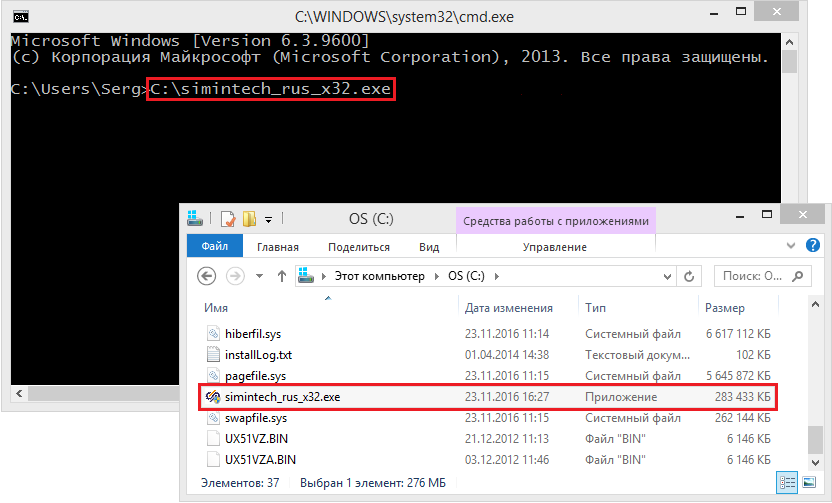 C:\WINDOWS\system32\cmd.exe
Microsoft Windows [Version 6.3.9600]
(c) Корпорация Майкрософт (Microsoft Corporation), 2013. Все права защищены.
C:\Users\Serg>C:\simintech_rus_x32.exe
OS (C:)
Средства работы с приложениями
Файл Главная Поделиться Вид Управление
Этот компьютер OS (C:) Поиск: O...
Имя Дата изменения Тип Размер
hiberfil.sys 23.11.2016 11:14 Системный файл 6 617 112 КБ
installLog.txt 01.04.2014 14:38 Текстовый докум... 102 КБ
pagefile.sys 23.11.2016 11:15 Системный файл 5 645 872 КБ
simintech_rus_x32.exe 23.11.2016 16:27 Приложение 283 433 КБ
swapfile.sys 23.11.2016 11:15 Системный файл 262 144 КБ
UX51VZ.BIN 21.12.2012 11:13 Файл "BIN" 6 146 КБ
UX51VZA.BIN 03.12.2012 11:46 Файл "BIN" 6 146 КБ
Элементов: 37 Выбран 1 элемент: 276 МБ